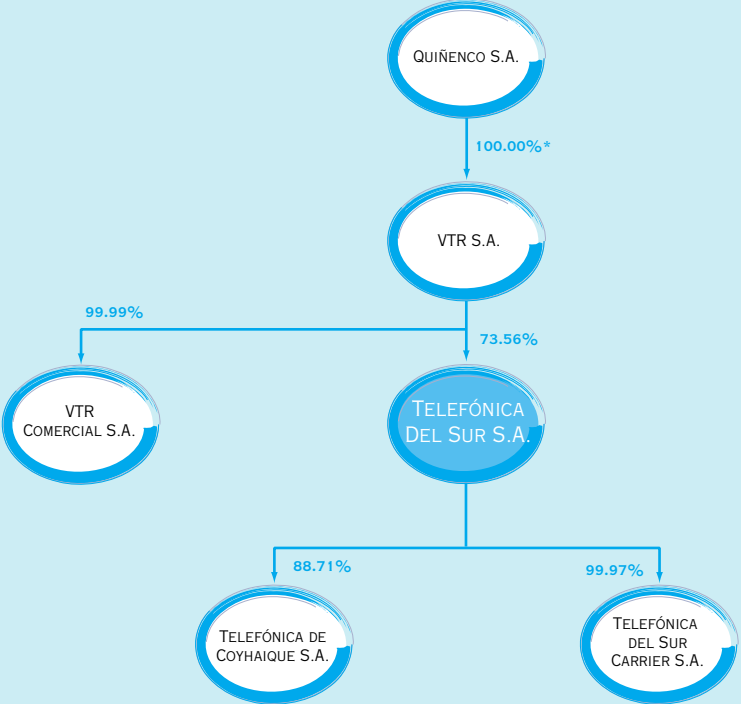 QUIÑENCO S.A.
100.00%*
VTR S.A.
99.99%
73.56%
VTR
COMERCIAL S.A.
TELEFÓNICA
DEL SUR S.A.
88.71%
99.97%
TELEFÓNICA DE
COYHAIQUE S.A.
TELEFÓNICA
DEL SUR
CARRIER S.A.